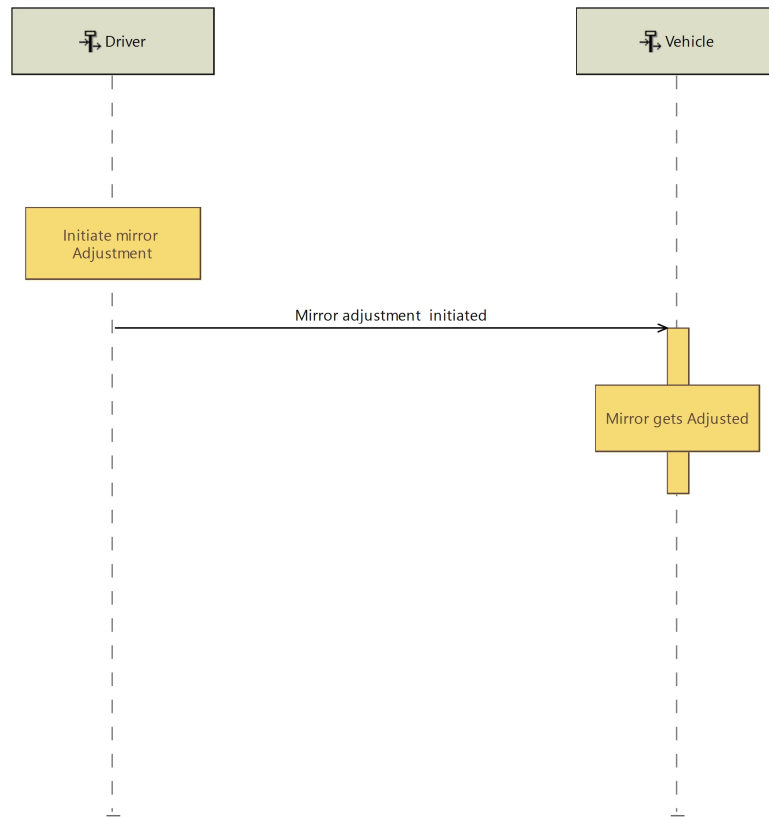 Driver
Vehicle
Initiate mirror
Adjustment
Mirror adjustment  initiated
Mirror gets Adjusted